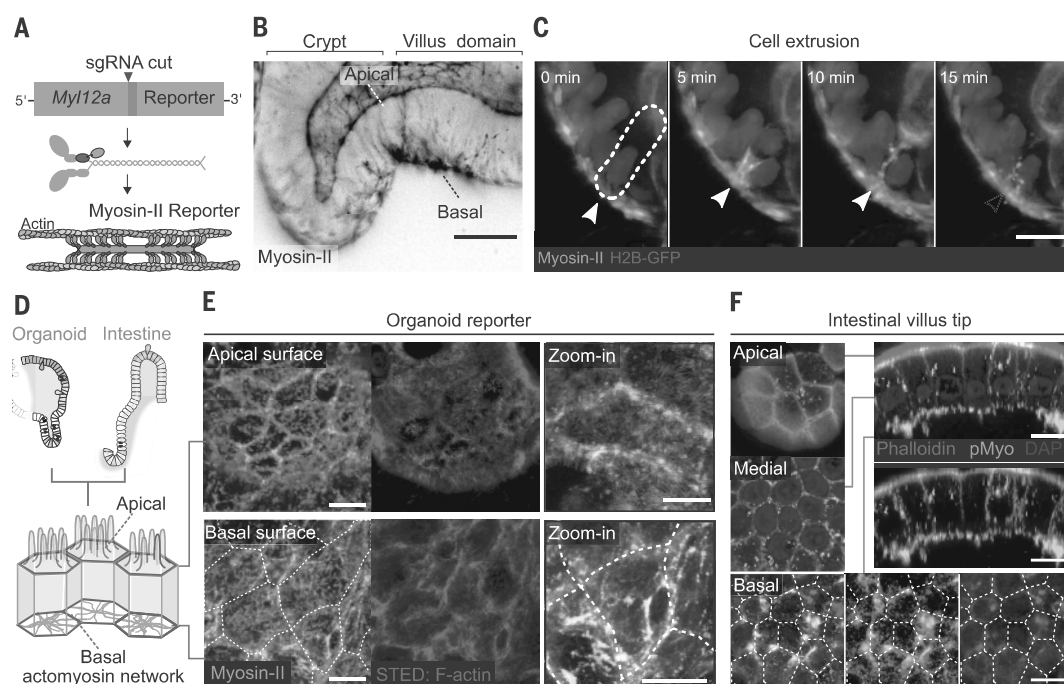 A
sgRNA cut
5'- Myl12a Reporter -3'
Myosin-II Reporter
Actin
B
Crypt Villus domain
Apical
Basal
Myosin-II
C
Cell extrusion
0 min 5 min 10 min 15 min
Myosin-II H2B-GFP
D
Organoid Intestine
Apical
Basal
actomyosin network
E
Organoid reporter
Apical surface Zoom-in
Basal surface Zoom-in
Myosin-II STED: F-actin
F
Intestinal villus tip
Apical
Phalloidin pMyo DAP
Medial
Basal